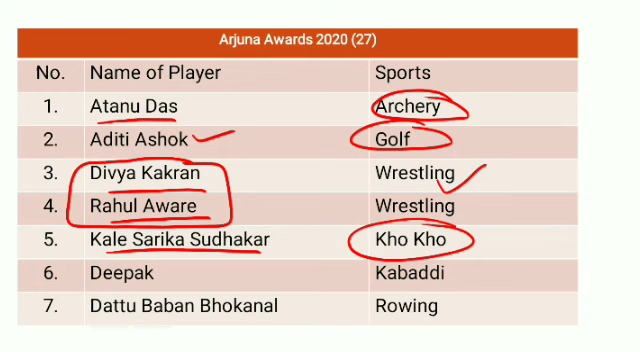 Arjuna Awards 2020 (27)
No. Name of Player Sports
1. Atanu Das Archery
2. Aditi Ashok Golf
3. Divya Kakran Wrestling
4. Rahul Aware Wrestling
5. Kale Sarika Sudhakar Kho Kho
6. Deepak Kabaddi
7. Dattu Baban Bhokanal Rowing